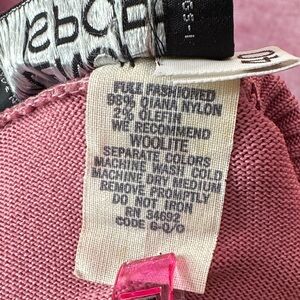 FULL FASHIONED
98% QIANA NYLON
2% OLEFIN
WE RECOMMEND
WOOLITE
SEPARATE COLORS
MACHINE WASH COLD
MACHINE DRY MEDIUM
REMOVE PROMPTLY
DO NOT IRON
RN 34692
CODE G-Q/O